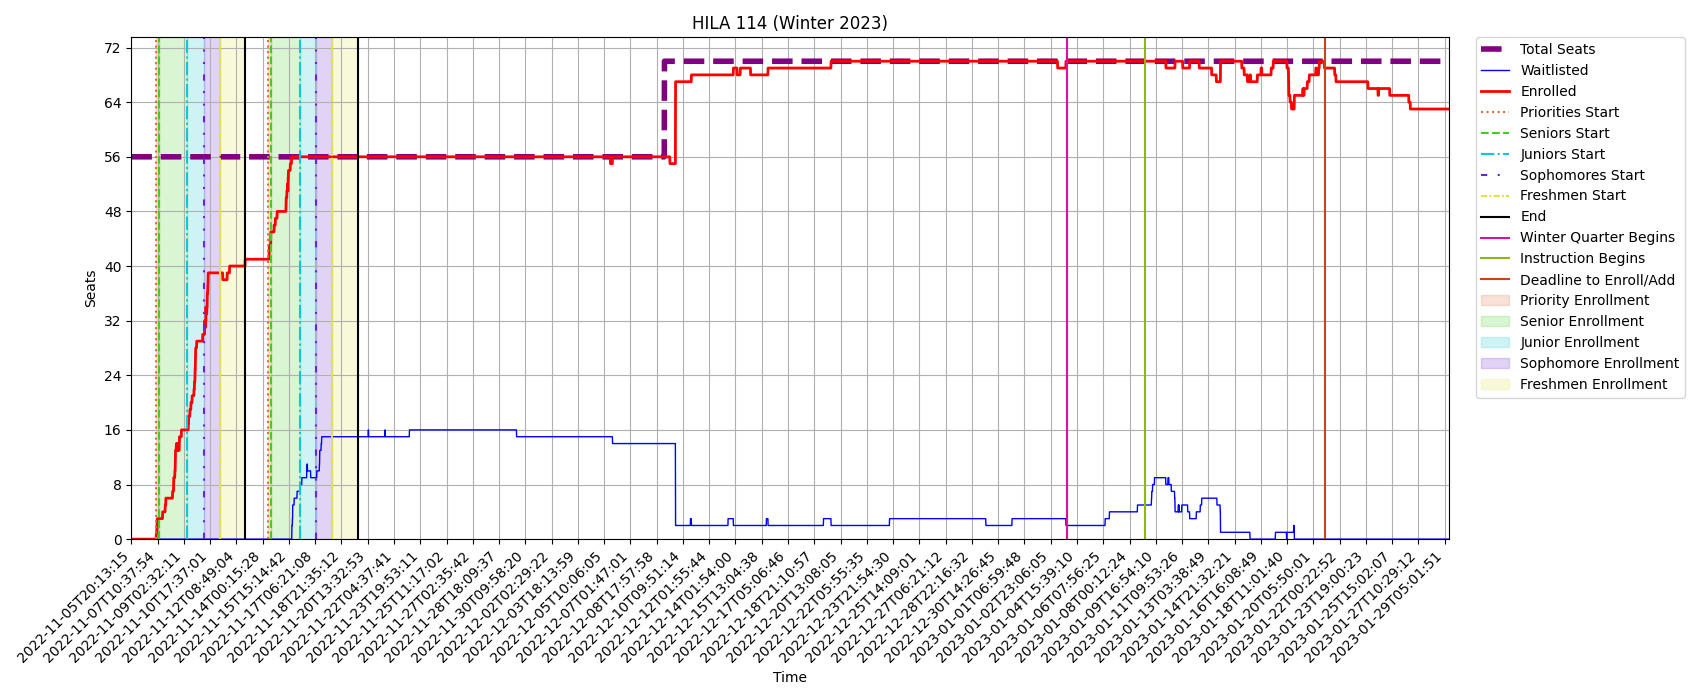 HILA 114 (Winter 2023)
Seats
72
64
56
48
40
32
24
16
8
0
2022-11-05T20:13:15
2022-11-07T10:37:54
2022-11-09T02:32:11
2022-11-10T17:37:01
2022-11-12T08:49:04
2022-11-14T00:15:28
2022-11-15T15:14:42
2022-11-17T06:21:08
2022-11-18T21:35:12
2022-11-20T13:32:53
2022-11-22T04:37:41
2022-11-23T19:53:11
2022-11-25T11:17:02
2022-11-27T02:35:42
2022-11-28T18:09:37
2022-11-30T09:58:20
2022-12-02T02:29:22
2022-12-03T18:13:59
2022-12-05T10:06:05
2022-12-07T01:47:01
2022-12-08T17:57:58
2022-12-10T09:51:14
2022-12-12T01:55:44
2022-12-14T01:54:00
2022-12-15T13:04:38
2022-12-17T05:06:46
2022-12-18T21:10:57
2022-12-20T13:08:05
2022-12-22T05:55:35
2022-12-23T21:54:30
2022-12-25T14:09:01
2022-12-27T06:21:12
2022-12-28T22:16:32
2022-12-30T14:26:45
2023-01-01T06:59:48
2023-01-02T23:06:05
2023-01-04T15:39:10
2023-01-06T07:56:25
2023-01-08T00:12:24
2023-01-09T16:54:10
2023-01-11T09:53:26
2023-01-13T03:38:49
2023-01-14T21:32:21
2023-01-16T16:08:49
2023-01-18T11:01:40
2023-01-20T05:50:01
2023-01-22T00:22:52
2023-01-23T19:00:23
2023-01-25T15:02:07
2023-01-27T10:29:12
2023-01-29T05:01:51
Time
Total Seats
Waitlisted
Enrolled
Priorities Start
Seniors Start
Juniors Start
Sophomores Start
Freshmen Start
End
Winter Quarter Begins
Instruction Begins
Deadline to Enroll/Add
Priority Enrollment
Senior Enrollment
Junior Enrollment
Sophomore Enrollment
Freshmen Enrollment